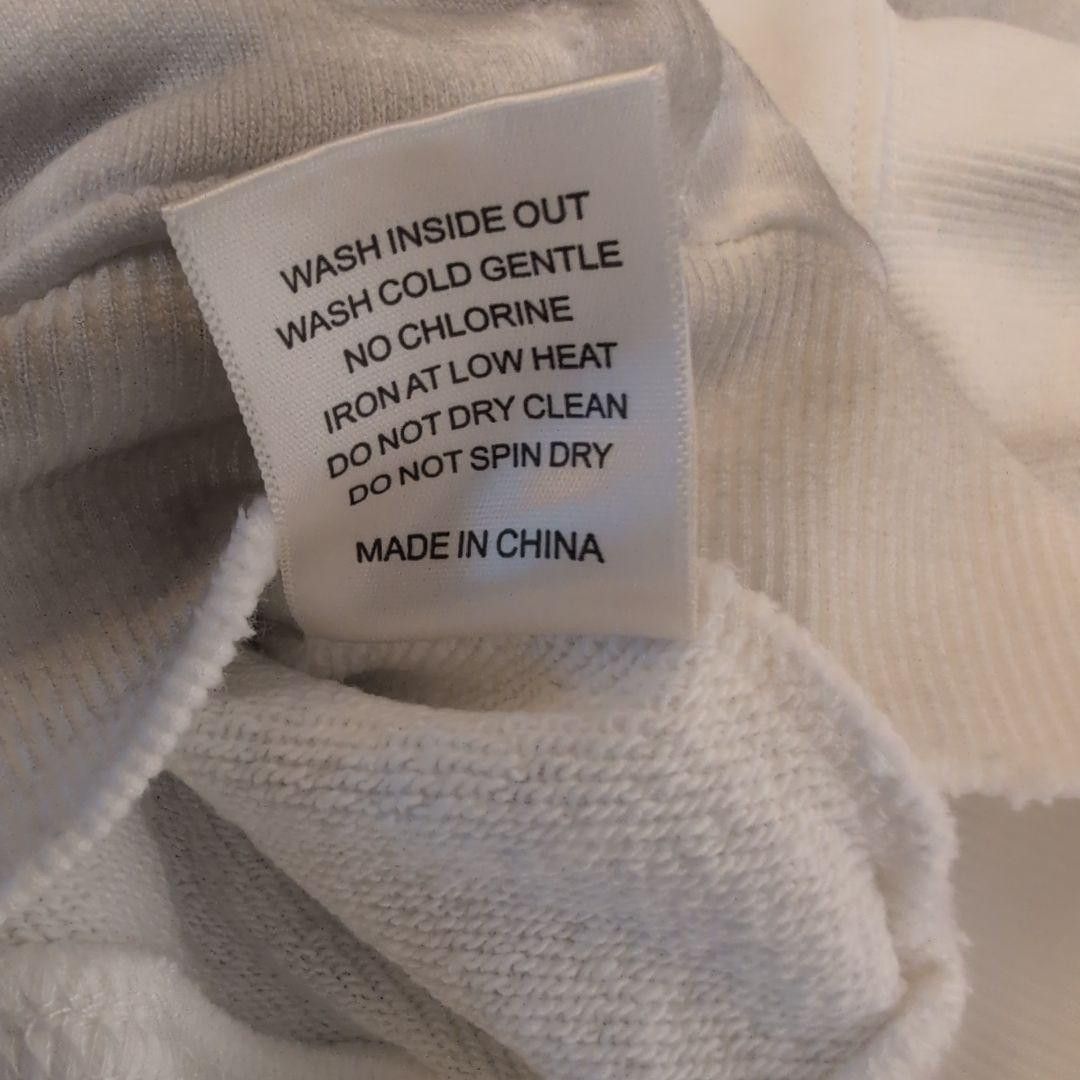 WASH INSIDE OUT
WASH COLD GENTLE
NO CHLORINE
IRON AT LOW HEAT
DO NOT DRY CLEAN
DO NOT SPIN DRY
MADE IN CHINA